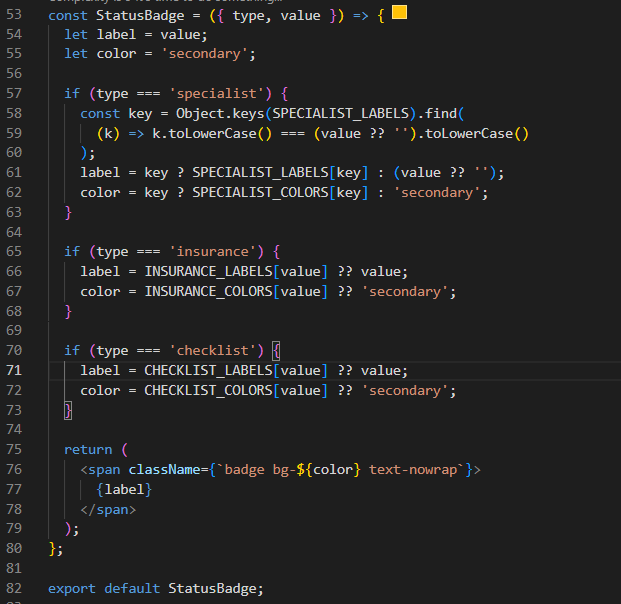 53 const StatusBadge = ({ type, value }) => {
54   let label = value;
55   let color = 'secondary';
56
57   if (type === 'specialist') {
58     const key = Object.keys(SPECIALIST_LABELS).find(
59       (k) => k.toLowerCase() === (value ?? '').toLowerCase()
60     );
61     label = key ? SPECIALIST_LABELS[key] : (value ?? '');
62     color = key ? SPECIALIST_COLORS[key] : 'secondary';
63   }
64
65   if (type === 'insurance') {
66     label = INSURANCE_LABELS[value] ?? value;
67     color = INSURANCE_COLORS[value] ?? 'secondary';
68   }
69
70   if (type === 'checklist') {
71     label = CHECKLIST_LABELS[value] ?? value;
72     color = CHECKLIST_COLORS[value] ?? 'secondary';
73   }
74
75   return (
76     <span className={`badge bg-${color} text-nowrap`}>
77       {label}
78     </span>
79   );
80 };
81
82 export default StatusBadge;